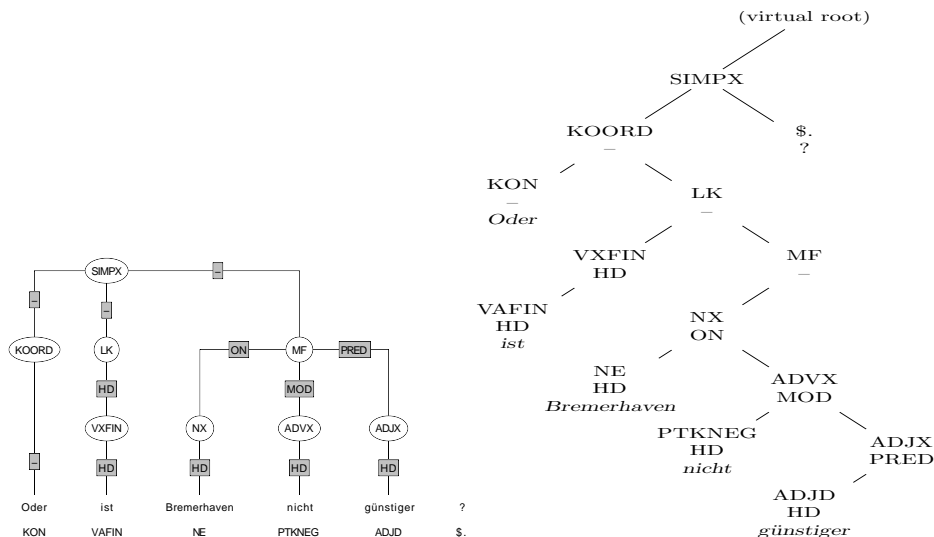 SIMPX
–
–
–
KOORD
LK
ON
MF
PRED
HD
MOD
VXFIN
NX
ADVX
ADJX
–
HD
HD
HD
HD
Oder ist Bremerhaven nicht günstiger ?
KON VAFIN NE PTKNEG ADJD $.
(virtual root)
SIMPX
KOORD
–
$.
?
KON
–
Oder
LK
–
VXFIN
HD
MF
–
VAFIN
HD
ist
NX
ON
NE
HD
Bremerhaven
ADVX
MOD
PTKNEG
HD
nicht
ADJX
PRED
ADJD
HD
günstiger